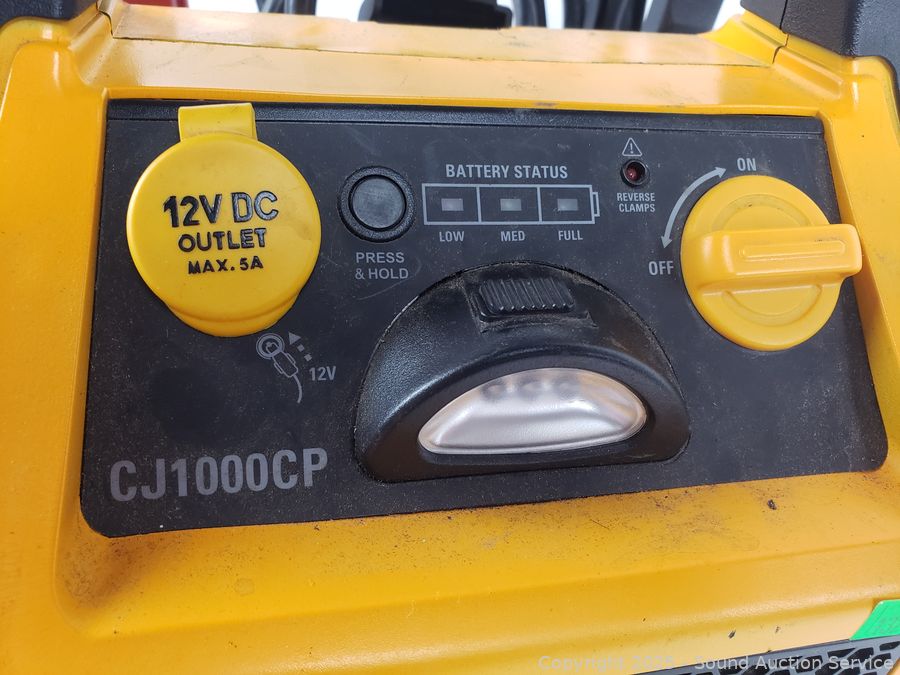 12V DC
OUTLET
MAX. 5A
PRESS
& HOLD
BATTERY STATUS
LOW MED FULL
REVERSE
CLAMPS
ON
OFF
12V
CJ1000CP
Copyright 2025 - Sound Auction Service